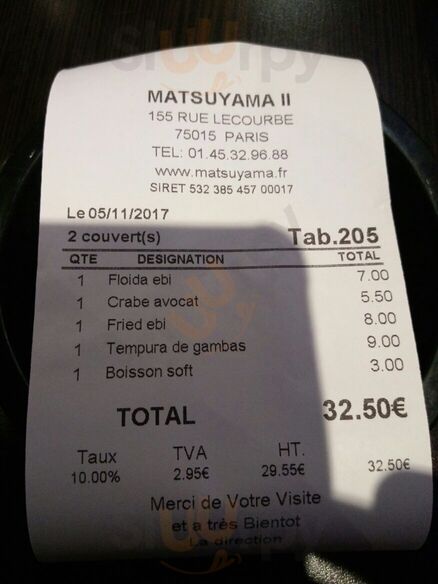 Sluurpy
MATSUYAMA II
155 RUE LECOURBE
75015 PARIS
TEL: 01.45.32.96.88
www.matsuyama.fr
SIRET 532 385 457 00017
Le 05/11/2017
2 couvert(s) Tab.205
QTE DESIGNATION TOTAL
1 Floida ebi 7.00
1 Crabe avocat 5.50
1 Fried ebi 8.00
1 Tempura de gambas 9.00
1 Boisson soft 3.00
TOTAL 32.50€
Taux TVA HT.
10.00% 2.95€ 29.55€ 32.50€
Merci de Votre Visite
et a très Bientot
La direction